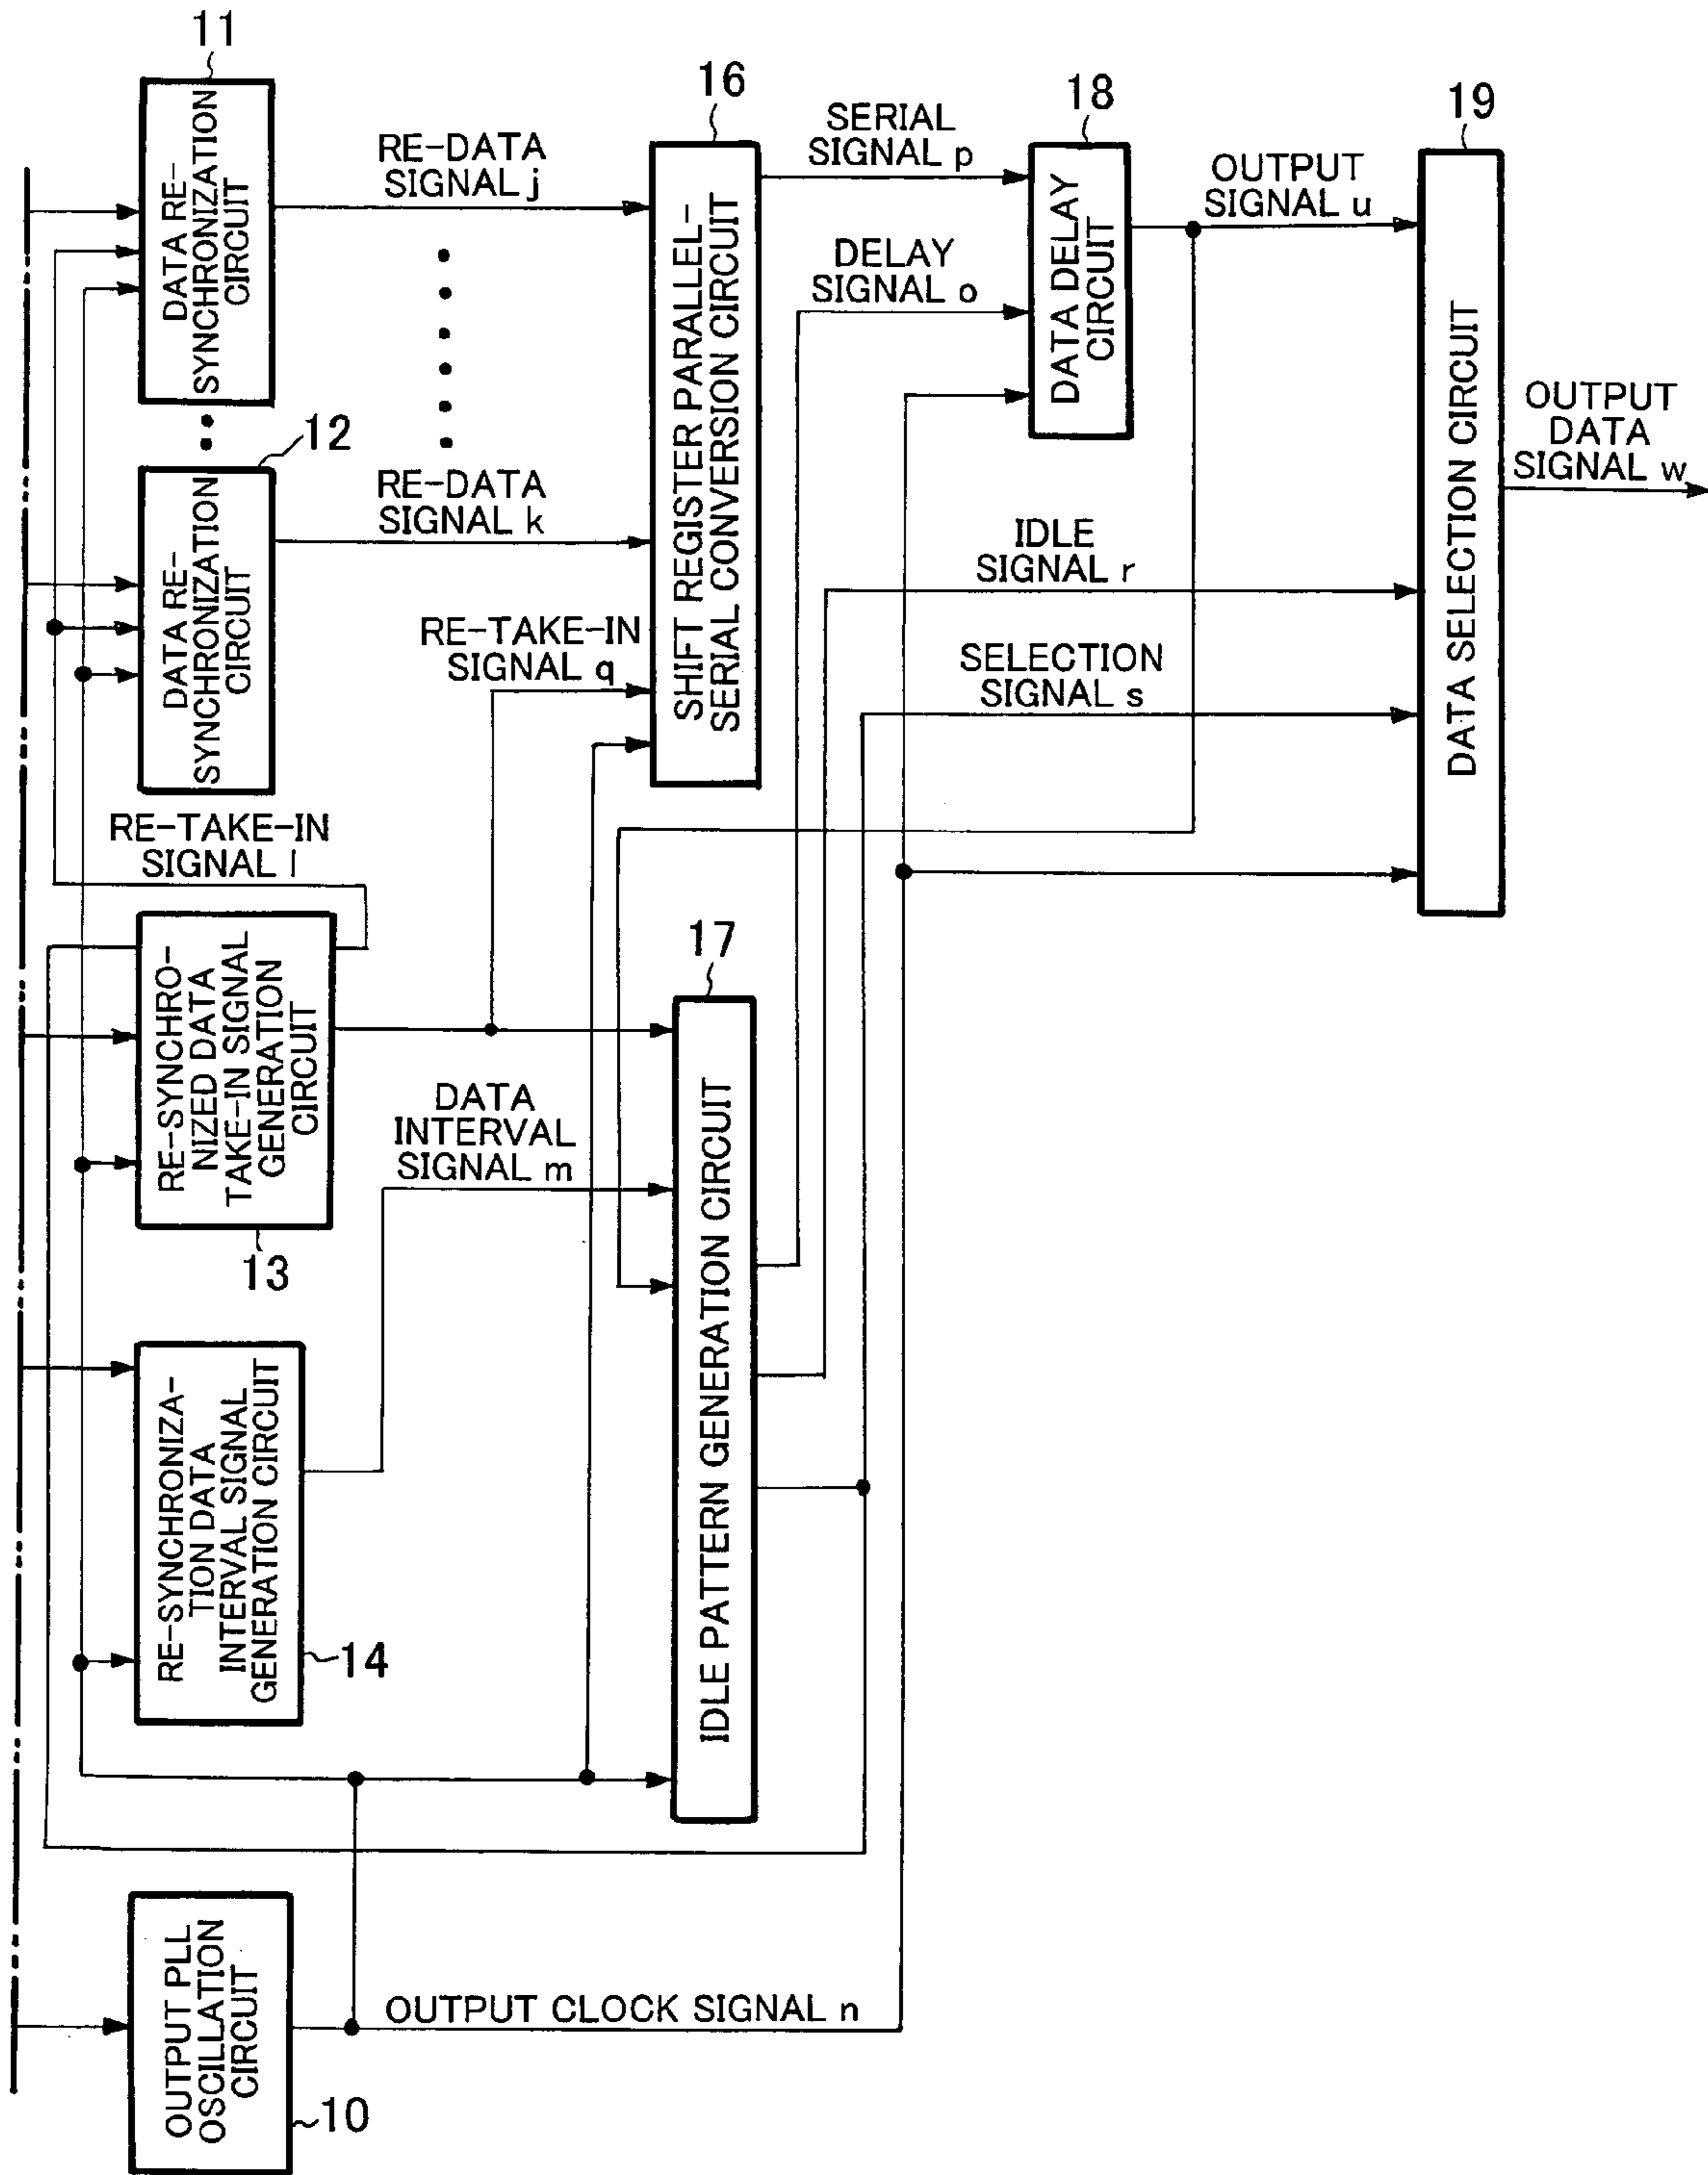 11
DATA RE-
SYNCHRONIZATION
CIRCUIT
12
DATA RE-
SYNCHRONIZATION
CIRCUIT
RE-TAKE-IN
SIGNAL l
RE-SYNCHRO-
NIZED DATA
TAKE-IN SIGNAL
GENERATION
CIRCUIT
13
RE-SYNCHRONIZA-
TION DATA
INTERVAL SIGNAL
GENERATION CIRCUIT
14
OUTPUT PLL
OSCILLATION
CIRCUIT
10
RE-DATA
SIGNAL j
RE-DATA
SIGNAL k
RE-TAKE-IN
SIGNAL q
DATA
INTERVAL
SIGNAL m
OUTPUT CLOCK SIGNAL n
16
SHIFT REGISTER PARALLEL-
SERIAL CONVERSION CIRCUIT
17
IDLE PATTERN GENERATION CIRCUIT
SERIAL
SIGNAL p
DELAY
SIGNAL o
18
DATA DELAY
CIRCUIT
OUTPUT
SIGNAL u
IDLE
SIGNAL r
SELECTION
SIGNAL s
19
DATA SELECTION CIRCUIT
OUTPUT
DATA
SIGNAL w